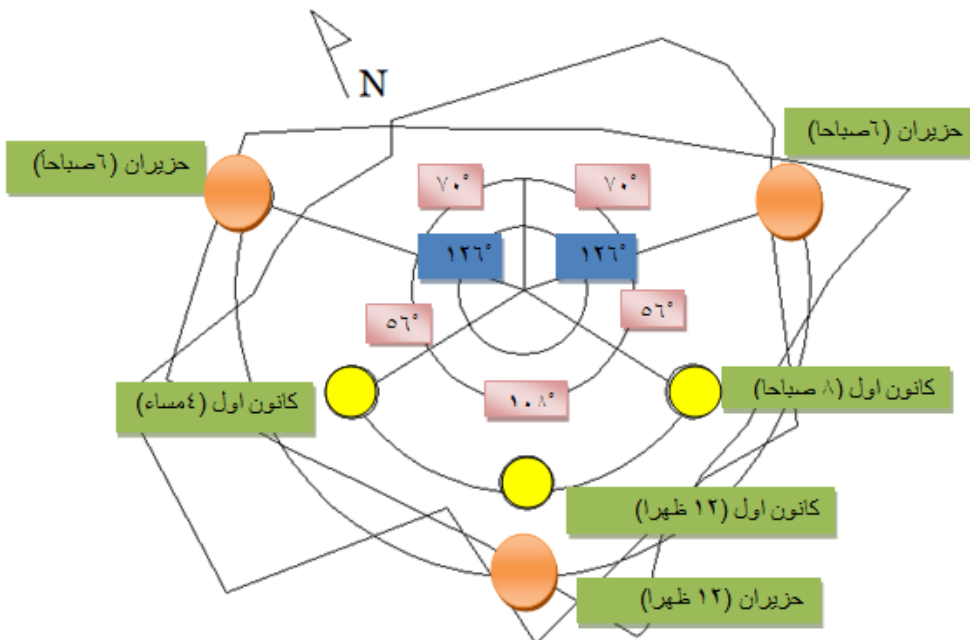 N
حزيران (٦صباحا)
حزيران (٦صباحاً)
٧٠°
٧٠°
١٢٦°
١٢٦°
٥٦°
٥٦°
١٠٨°
كانون اول (٨ صباحا)
كانون اول (٤مساء)
كانون اول (١٢ ظهرا)
حزيران (١٢ ظهرا)